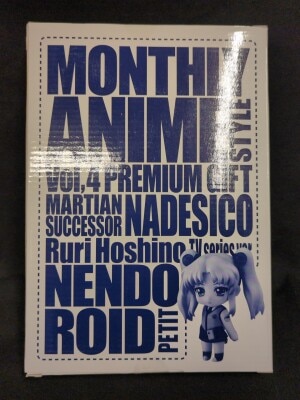 MONTHLY
ANIME STYLE
Vol,4 PREMIUM GIFT
MARTIAN
SUCCESSOR NADESICO
Ruri Hoshino TV series ver.
NENDO
ROID PETIT